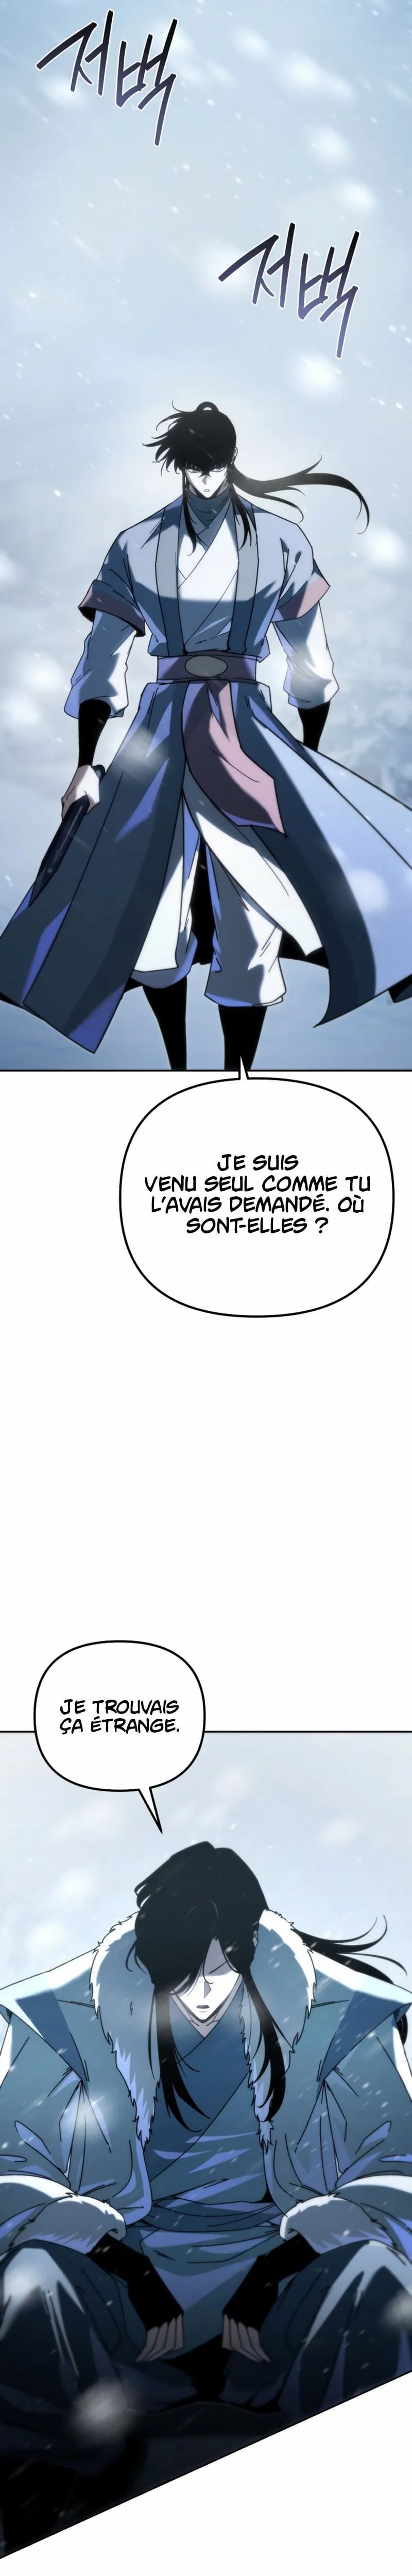 저벅
저벅
JE SUIS
VENU SEUL COMME TU
L'AVAIS DEMANDÉ. OÙ
SONT-ELLES ?
JE TROUVAIS
ÇA ÉTRANGE.